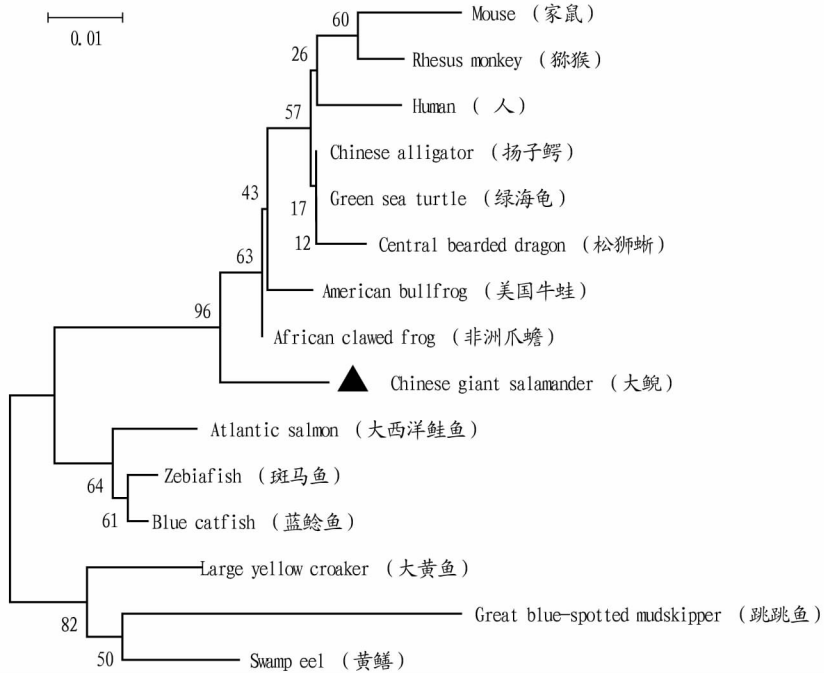 0.01
60
Mouse （家鼠）
Rhesus monkey （猕猴）
26
Human （ 人）
57
Chinese alligator （扬子鳄）
Green sea turtle （绿海龟）
17
12
Central bearded dragon （松狮蜥）
43
American bullfrog （美国牛蛙）
63
African clawed frog （非洲爪蟾）
96
Chinese giant salamander （大鲵）
Atlantic salmon （大西洋鲑鱼）
64
Zebiafish （斑马鱼）
61
Blue catfish （蓝鲶鱼）
Large yellow croaker （大黄鱼）
82
Great blue-spotted mudskipper （跳跳鱼）
50
Swamp eel （黄鳝）